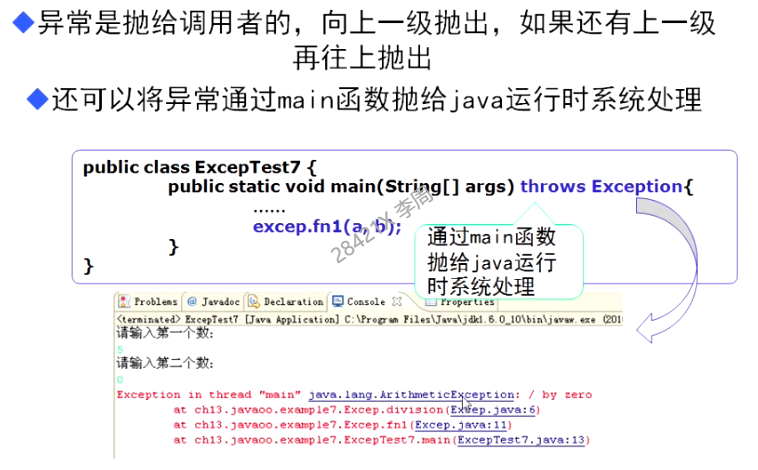 ◆异常是抛给调用者的，向上一级抛出，如果还有上一级
再往上抛出
◆还可以将异常通过main函数抛给java运行时系统处理
public class ExcepTest7 {
public static void main(String[] args) throws Exception{
……
excep.fn1(a, b);
}
}
28421X 李周
通过main函数
抛给java运行
时系统处理
Problems @ Javadoc Declaration Console Properties
<terminated> ExcepTest7 [Java Application] C:\Program Files\Java\jdk1.6.0_10\bin\javaw.exe (201
请输入第一个数:
5
请输入第二个数:
0
Exception in thread "main" java.lang.ArithmeticException: / by zero
at ch13.javaoo.example7.Excep.division(Excep.java:6)
at ch13.javaoo.example7.Excep.fn1(Excep.java:11)
at ch13.javaoo.example7.ExcepTest7.main(ExcepTest7.java:13)